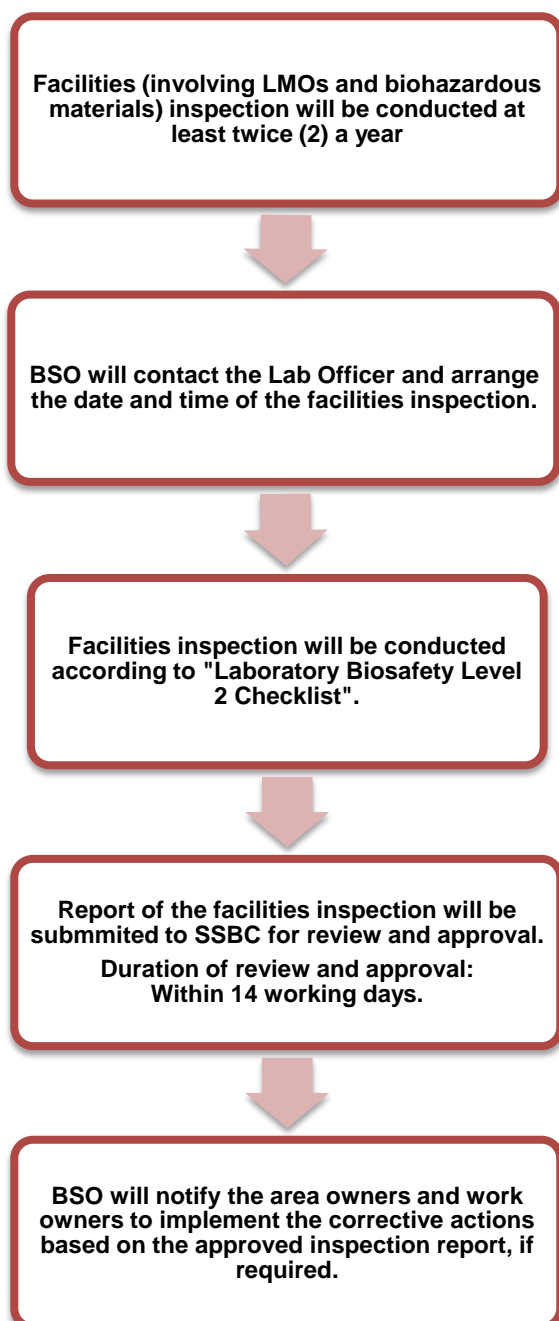 Facilities (involving LMOs and biohazardous
materials) inspection will be conducted at
least twice (2) a year
BSO will contact the Lab Officer and arrange
the date and time of the facilities inspection.
Facilities inspection will be conducted
according to "Laboratory Biosafety Level
2 Checklist".
Report of the facilities inspection will be
submmited to SSBC for review and approval.
Duration of review and approval:
Within 14 working days.
BSO will notify the area owners and work
owners to implement the corrective actions
based on the approved inspection report, if
required.